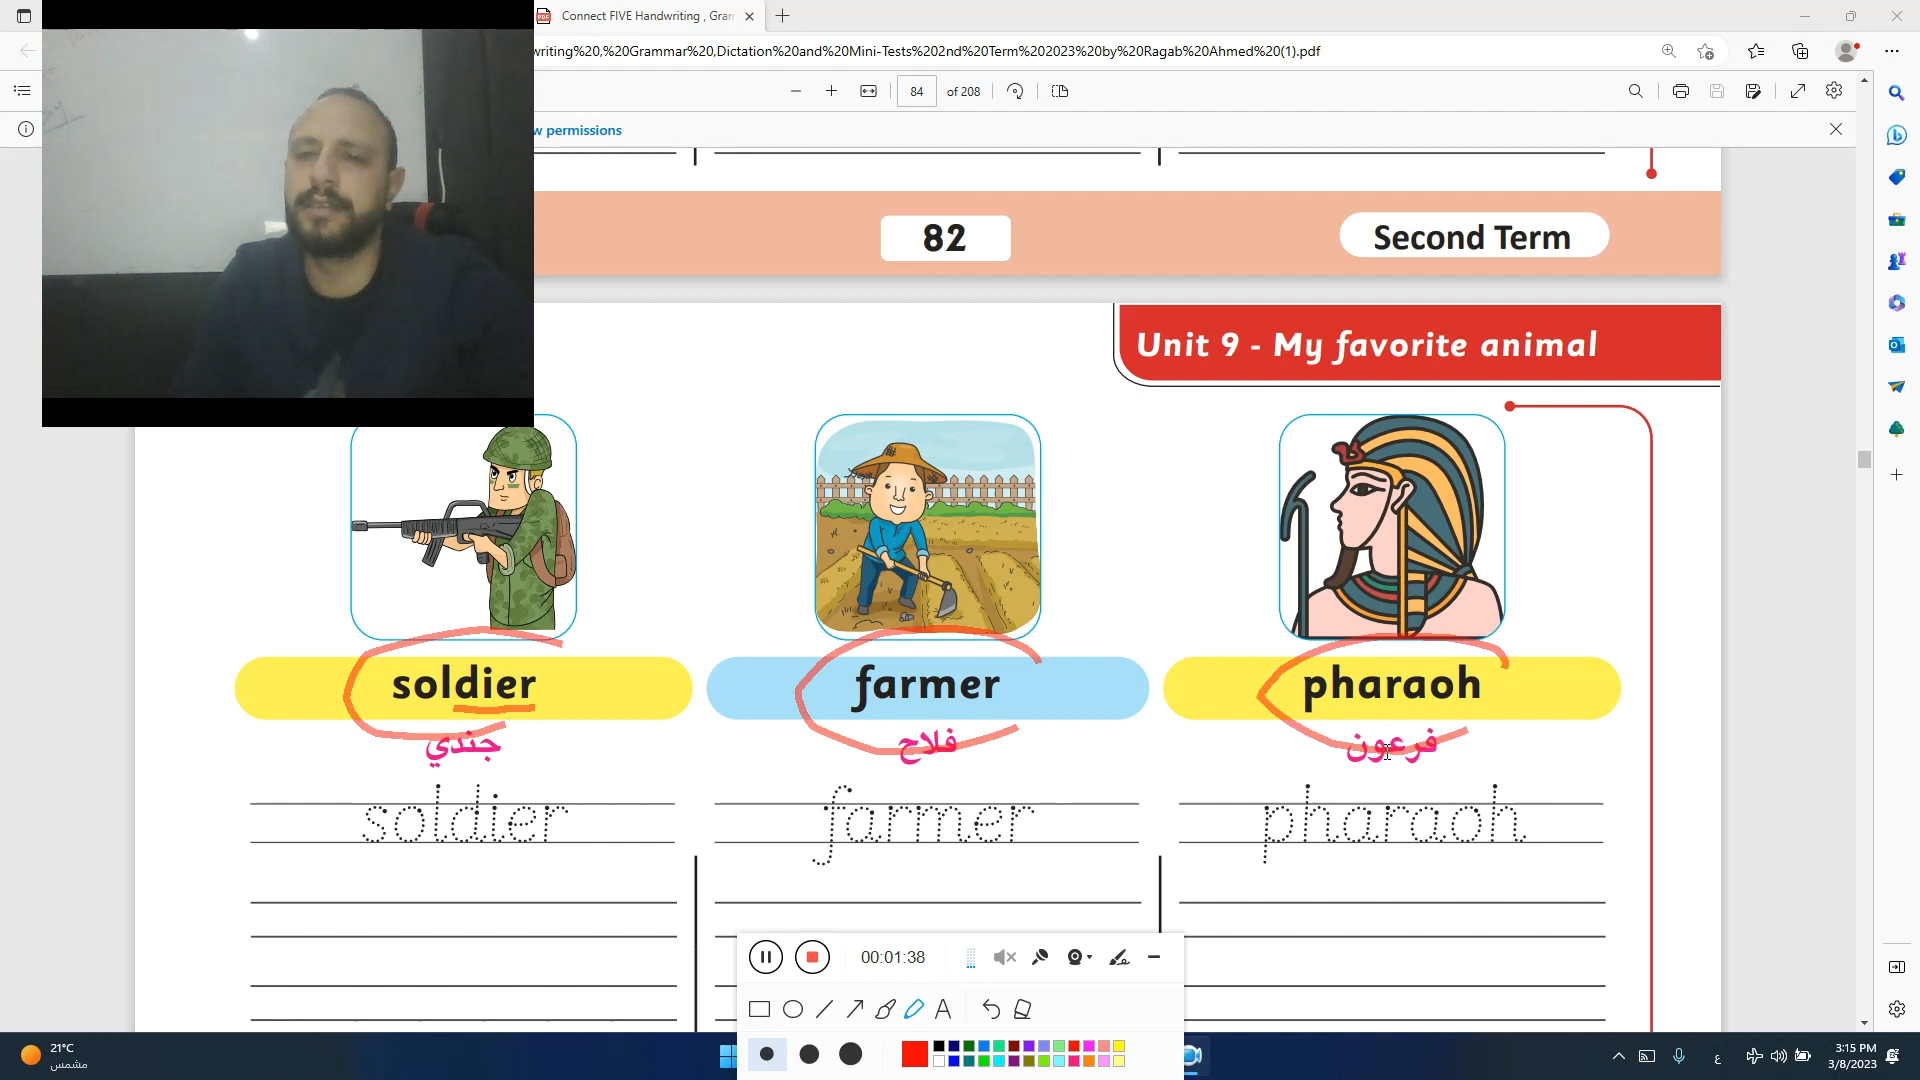 Connect FIVE Handwriting , Gram
writing%20,%20Grammar%20,Dictation%20and%20Mini-Tests%202nd%20Term%202023%20by%20Ragab%20Ahmed%20(1).pdf
84 of 208
w permissions
82
Second Term
Unit 9 - My favorite animal
soldier farmer pharaoh
جندي فلاح فرعون
soldier farmer pharaoh
00:01:38
A
21°C
مشمس
ع
3:15 PM
3/8/2023